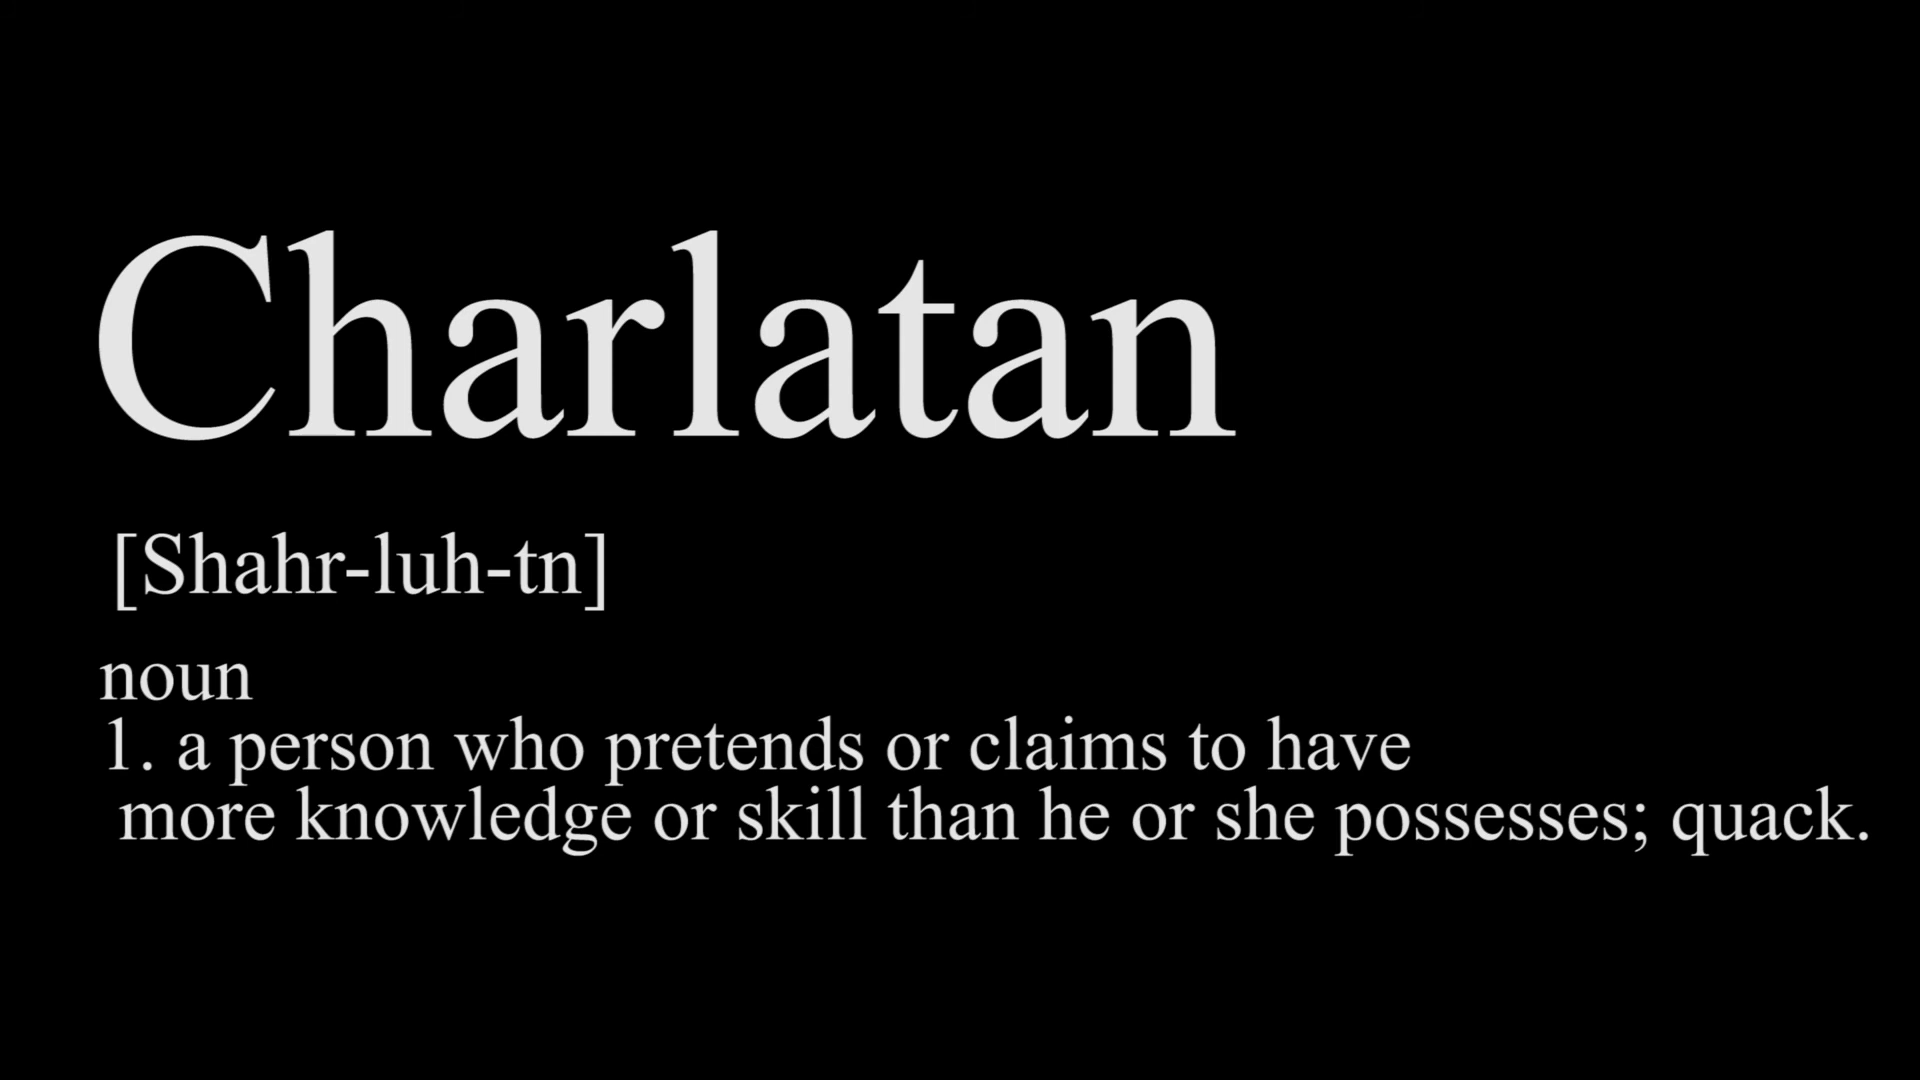 Charlatan
[Shahr-luh-tn]
noun
1. a person who pretends or claims to have
more knowledge or skill than he or she possesses; quack.